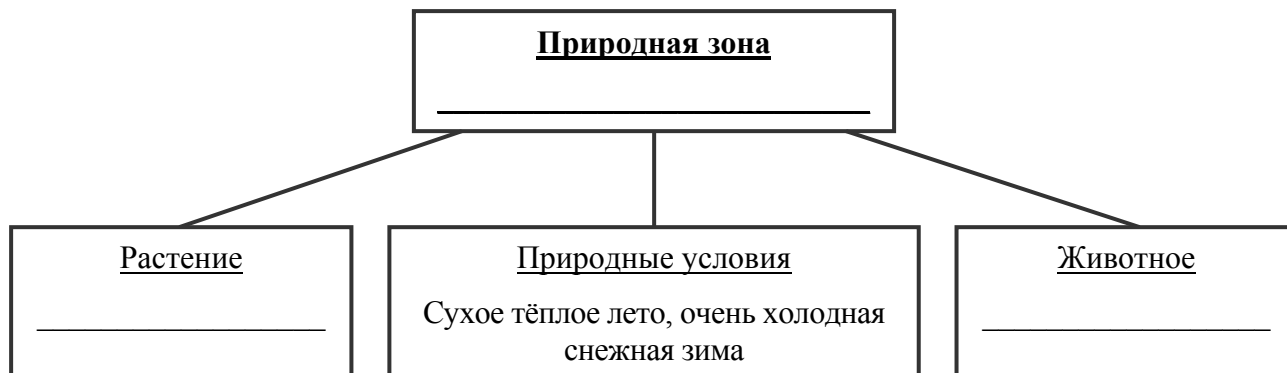 Природная зона
Растение
Природные условия
Животное
Сухое тёплое лето, очень холодная
снежная зима